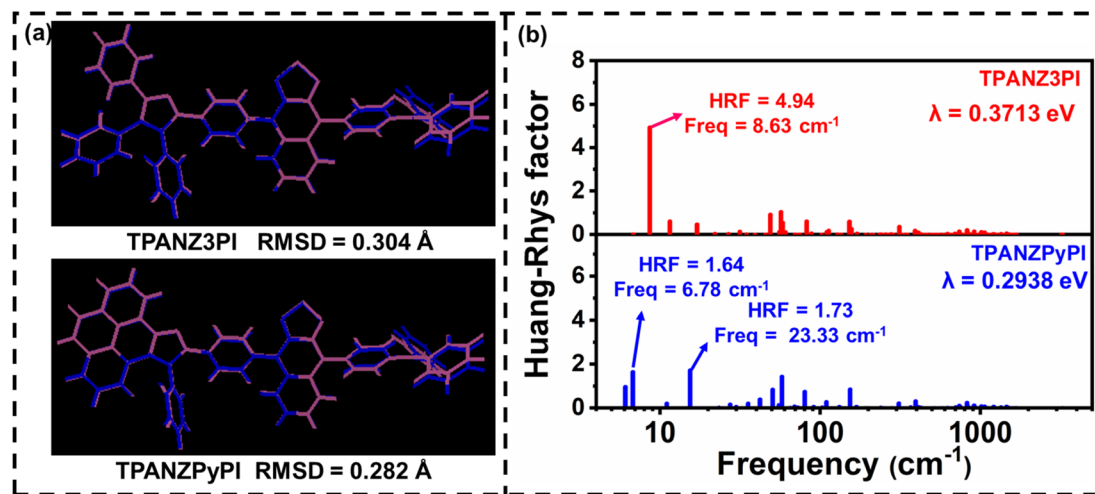 (a)
TPANZ3PI RMSD = 0.304 Å
TPANZPyPI RMSD = 0.282 Å
(b)
Huang-Rhys factor
8
6
4
2
0
TPANZ3PI
λ = 0.3713 eV
HRF = 4.94
Freq = 8.63 cm-1
6
4
2
0
TPANZPyPI
λ = 0.2938 eV
HRF = 1.64
Freq = 6.78 cm-1
HRF = 1.73
Freq = 23.33 cm-1
10 100 1000
Frequency (cm-1)